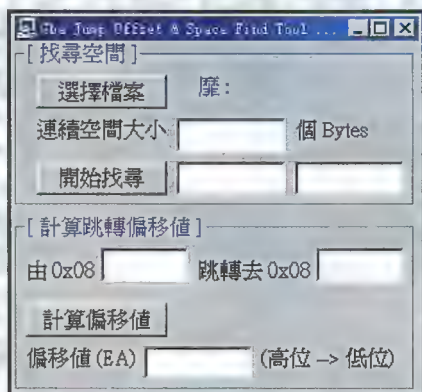 The Jump Offset & Space Find Tool ...
[ 找尋空間 ]
選擇檔案 靡：
連續空間大小 個 Bytes
開始找尋
[ 計算跳轉偏移值 ]
由 0x08 跳轉去 0x08
計算偏移值
偏移值 (EA) (高位 -> 低位)